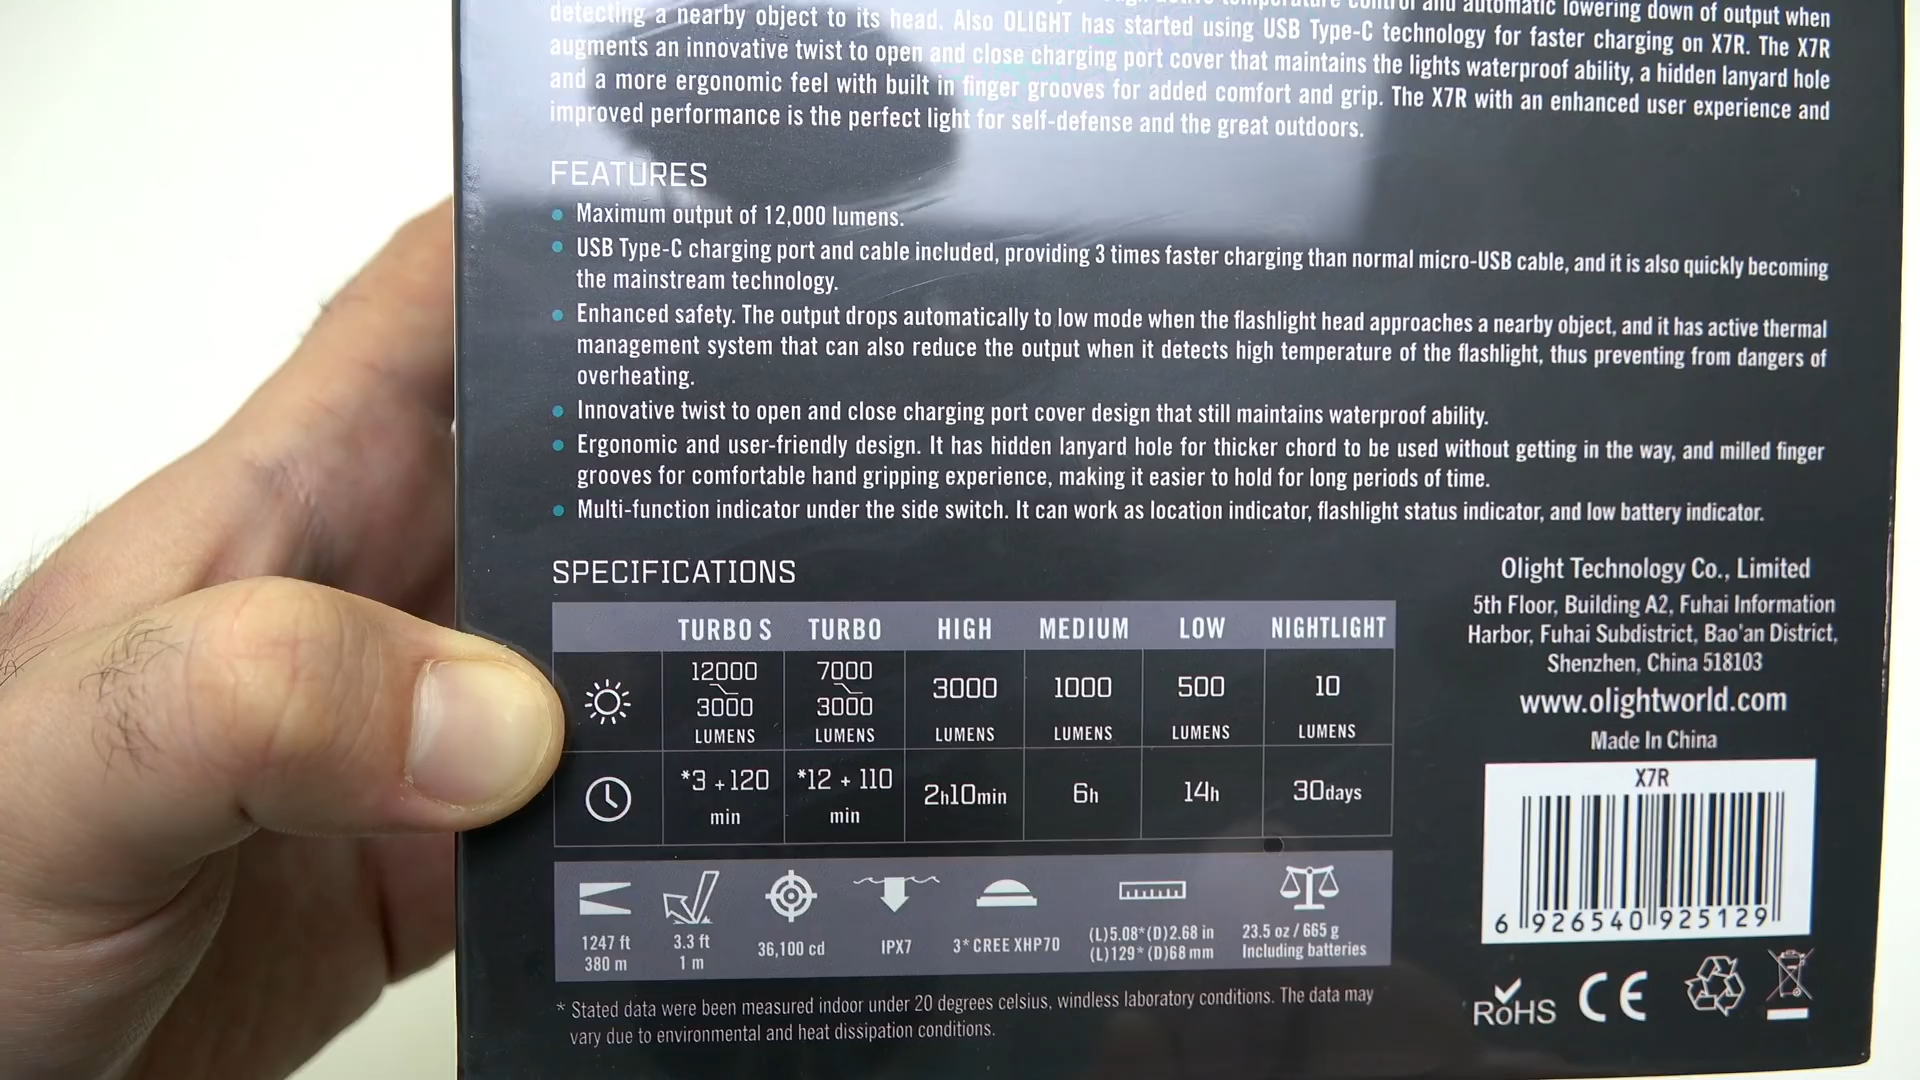 control and automatic lowering down of output when
detecting a nearby object to its head. Also OLIGHT has started using USB Type-C technology for faster charging on X7R. The X7R
augments an innovative twist to open and close charging port cover that maintains the lights waterproof ability, a hidden lanyard hole
and a more ergonomic feel with built in finger grooves for added comfort and grip. The X7R with an enhanced user experience and
improved performance is the perfect light for self-defense and the great outdoors.
FEATURES
• Maximum output of 12,000 lumens.
• USB Type-C charging port and cable included, providing 3 times faster charging than normal micro-USB cable, and it is also quickly becoming
the mainstream technology.
• Enhanced safety. The output drops automatically to low mode when the flashlight head approaches a nearby object, and it has active thermal
management system that can also reduce the output when it detects high temperature of the flashlight, thus preventing from dangers of
overheating.
• Innovative twist to open and close charging port cover design that still maintains waterproof ability.
• Ergonomic and user-friendly design. It has hidden lanyard hole for thicker chord to be used without getting in the way, and milled finger
grooves for comfortable hand gripping experience, making it easier to hold for long periods of time.
• Multi-function indicator under the side switch. It can work as location indicator, flashlight status indicator, and low battery indicator.
SPECIFICATIONS
TURBO S TURBO HIGH MEDIUM LOW NIGHTLIGHT
12000 7000
3000 3000 3000 1000 500 10
LUMENS LUMENS LUMENS LUMENS LUMENS LUMENS
*3 + 120 *12 + 110 2h10min 6h 14h 30days
min min
1247 ft 3.3 ft 36,100 cd IPX7 3* CREE XHP70 (L)5.08*(D)2.68 in 23.5 oz / 665 g
380 m 1 m (L)129*(D)68 mm Including batteries
* Stated data were been measured indoor under 20 degrees celsius, windless laboratory conditions. The data may
vary due to environmental and heat dissipation conditions.
Olight Technology Co., Limited
5th Floor, Building A2, Fuhai Information
Harbor, Fuhai Subdistrict, Bao'an District,
Shenzhen, China 518103
www.olightworld.com
Made In China
X7R
6 926540 925129
RoHS CE